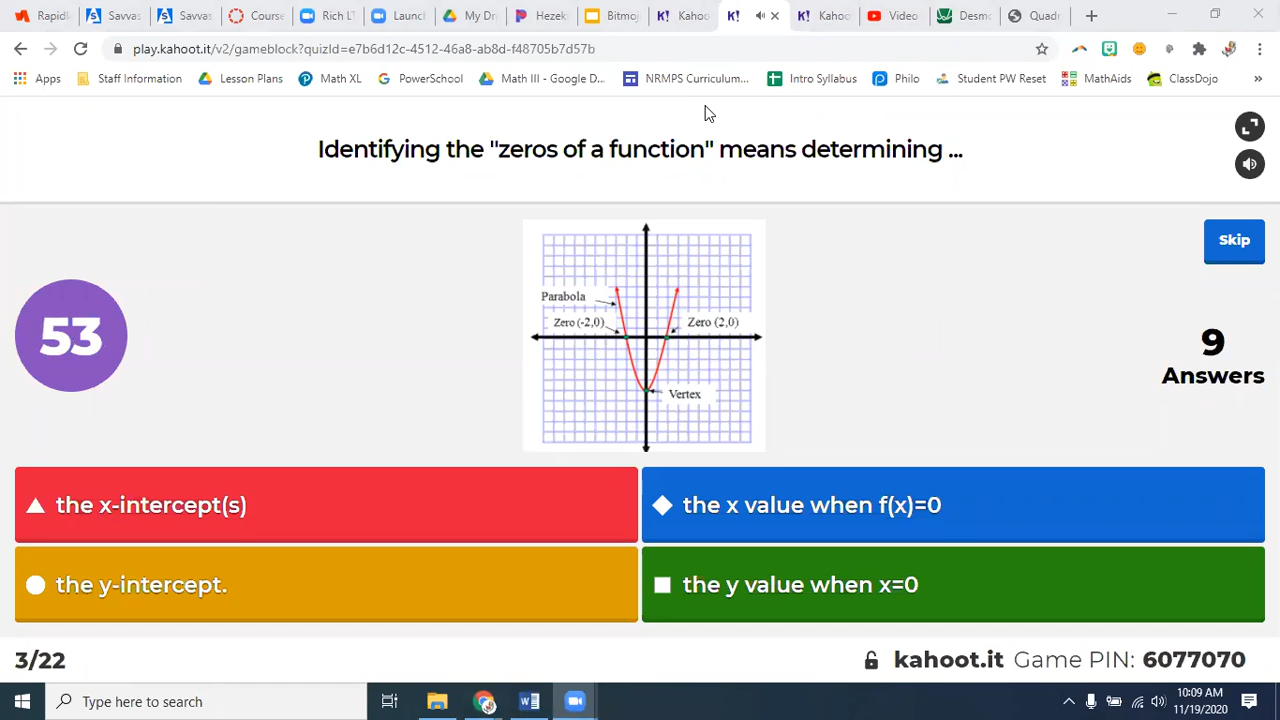 Rapidl
Savvas
Savvas
Course
Rich LT
Launch
My Dri
Hezek
Bitmoj
Kahoo
Kahoo
Video
Desmo
Quadr
play.kahoot.it/v2/gameblock?quizId=e7b6d12c-4512-46a8-ab8d-f48705b7d57b
Apps Staff Information Lesson Plans Math XL PowerSchool Math III - Google D... NRMPS Curriculum... Intro Syllabus Philo Student PW Reset MathAids ClassDojo »
Identifying the "zeros of a function" means determining ...
Skip
53
Parabola
Zero (-2,0)
Zero (2,0)
Vertex
9
Answers
the x-intercept(s)
the x value when f(x)=0
the y-intercept.
the y value when x=0
3/22
kahoot.it Game PIN: 6077070
Type here to search
10:09 AM
11/19/2020